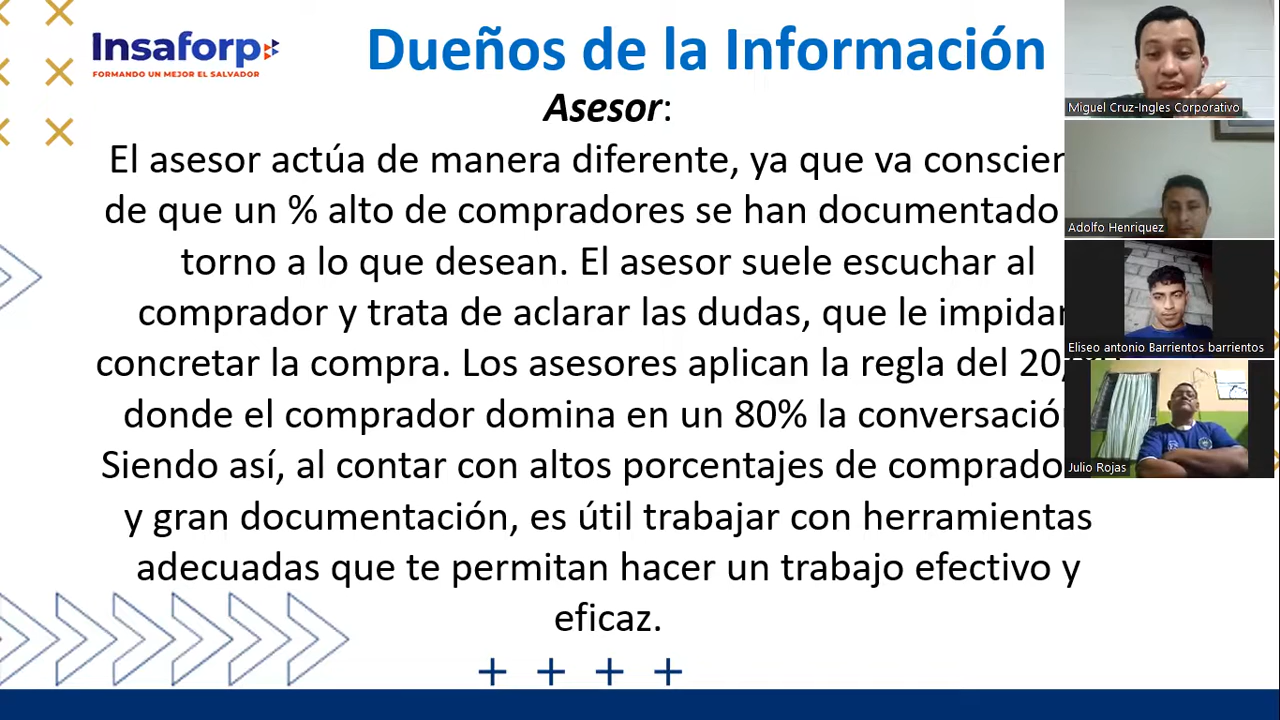 Insaforp
FORMANDO UN MEJOR EL SALVADOR
Dueños de la Información
Asesor:
El asesor actúa de manera diferente, ya que va
de que un % alto de compradores se han documentado
torno a lo que desean. El asesor suele escuchar al
comprador y trata de aclarar las dudas, que le
concretar la compra. Los asesores aplican la regla del
donde el comprador domina en un 80% la
Siendo así, al contar con altos porcentajes de
y gran documentación, es útil trabajar con herramientas
adecuadas que te permitan hacer un trabajo efectivo y
eficaz.
Miguel Cruz-Ingles Corporativo
Adolfo Henriquez
Eliseo antonio Barrientos barrientos
Julio Rojas